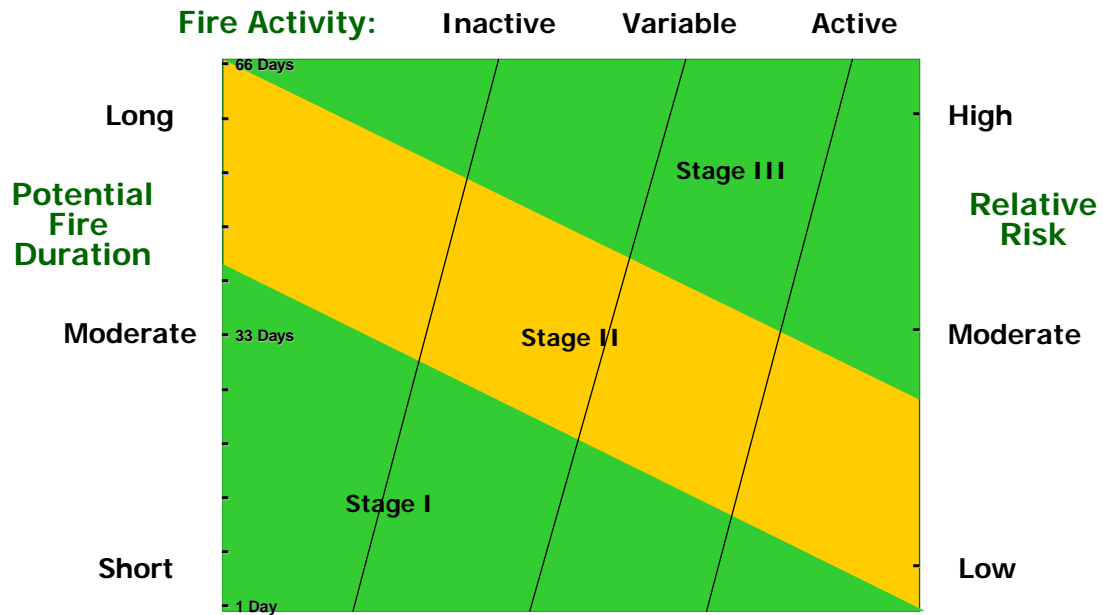 Fire Activity: Inactive Variable Active
66 Days
Long
High
Stage III
Potential
Fire
Duration
Relative
Risk
Moderate
33 Days
Stage II
Moderate
Stage I
Short
Low
1 Day